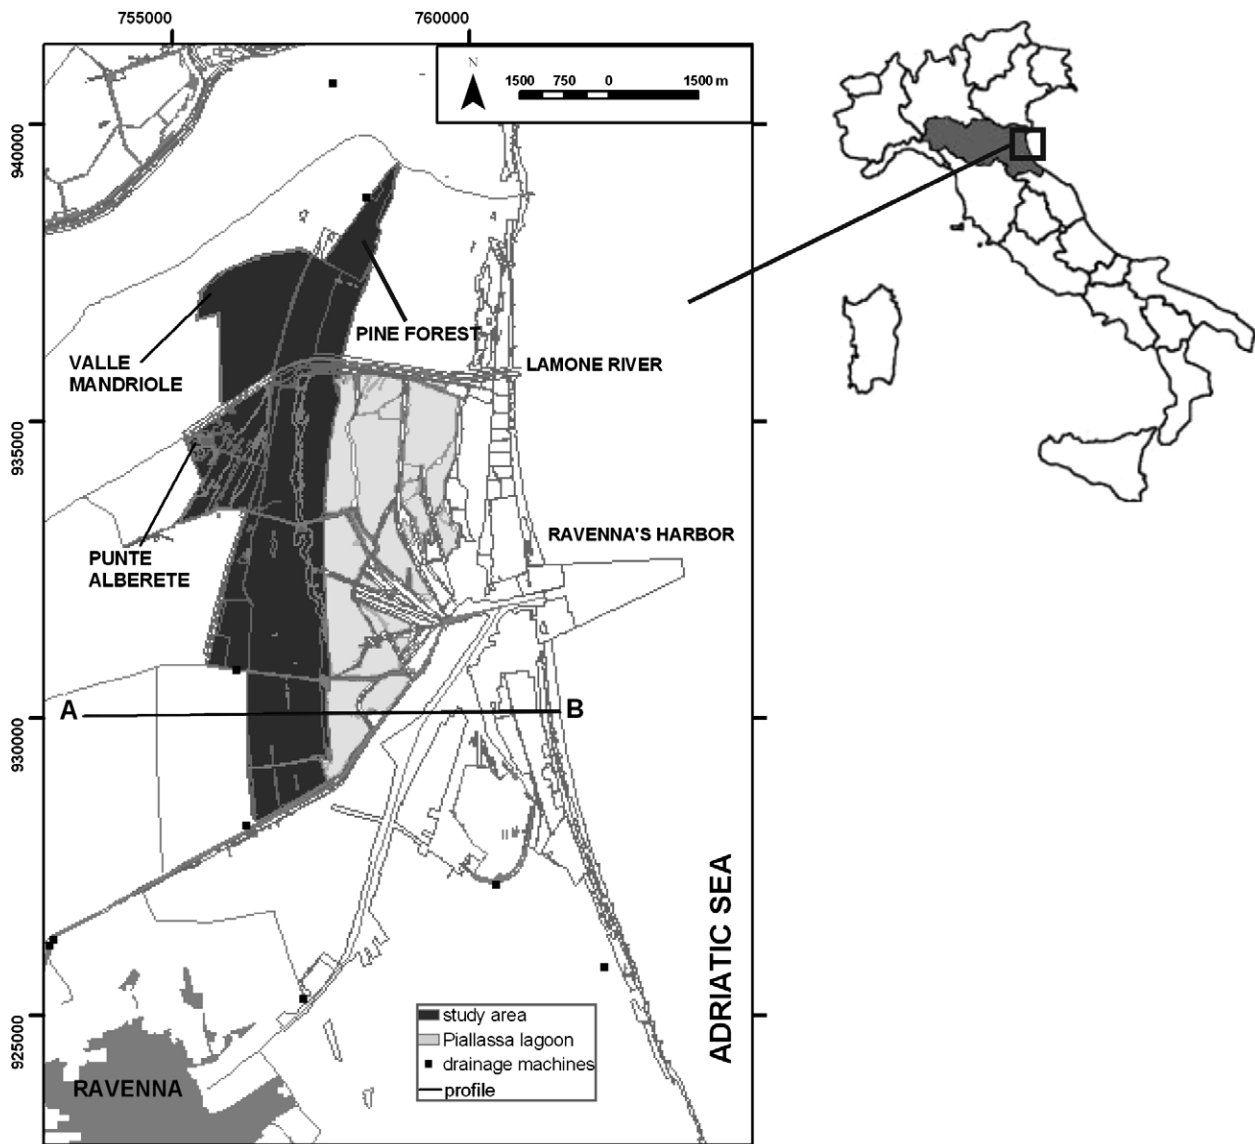 755000
760000
N
1500 750 0 1500 m
940000
PINE FOREST
VALLE
MANDRIOLE
LAMONE RIVER
935000
RAVENNA'S HARBOR
PUNTE
ALBERETE
A
B
930000
ADRIATIC SEA
study area
Piallassa lagoon
drainage machines
profile
925000
RAVENNA